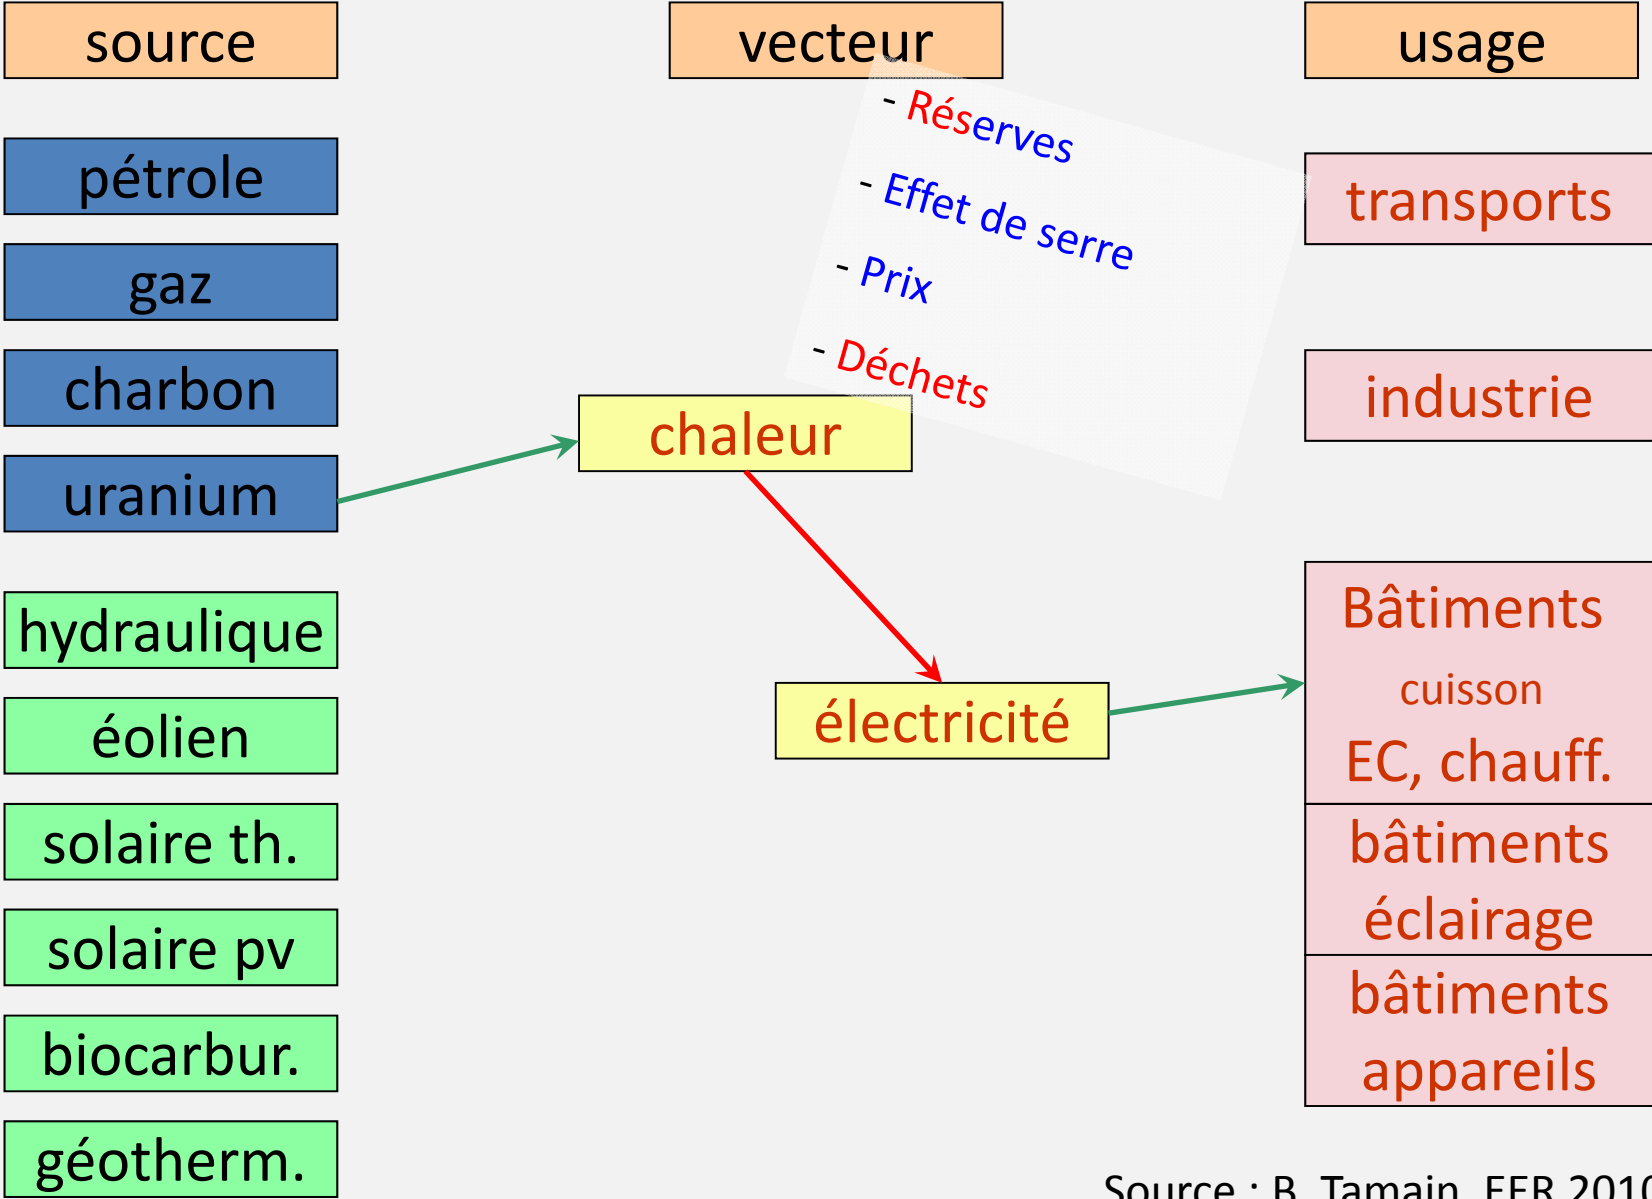 source
vecteur
usage
- Réserves
- Effet de serre
- Prix
- Déchets
pétrole
gaz
charbon
uranium
hydraulique
éolien
solaire th.
solaire pv
biocarbur.
géotherm.
chaleur
électricité
transports
industrie
Bâtiments
cuisson
EC, chauff.
bâtiments
éclairage
bâtiments
appareils
Source : B. Tamain, EER 2010